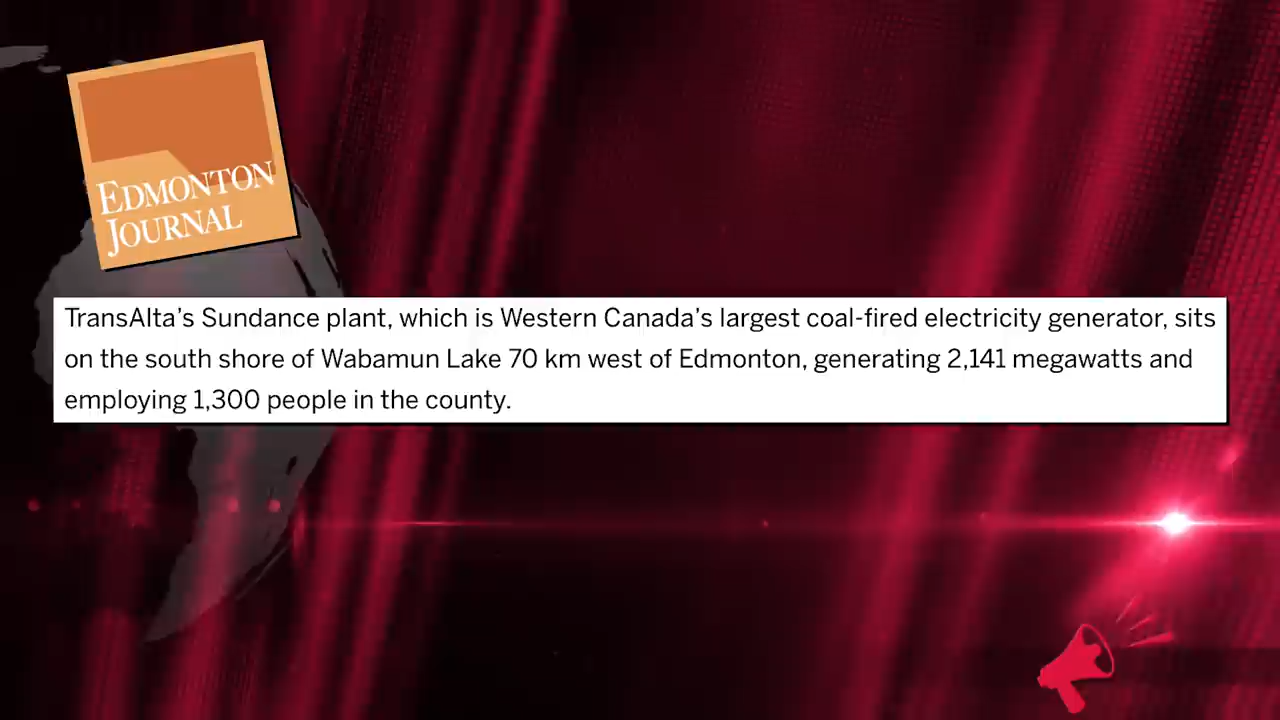 EDMONTON
JOURNAL
TransAlta’s Sundance plant, which is Western Canada’s largest coal-fired electricity generator, sits
on the south shore of Wabamun Lake 70 km west of Edmonton, generating 2,141 megawatts and
employing 1,300 people in the county.